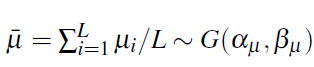 μ̄ = ∑_{i=1}^{L} μ_i/L ∼ G(α_μ, β_μ)